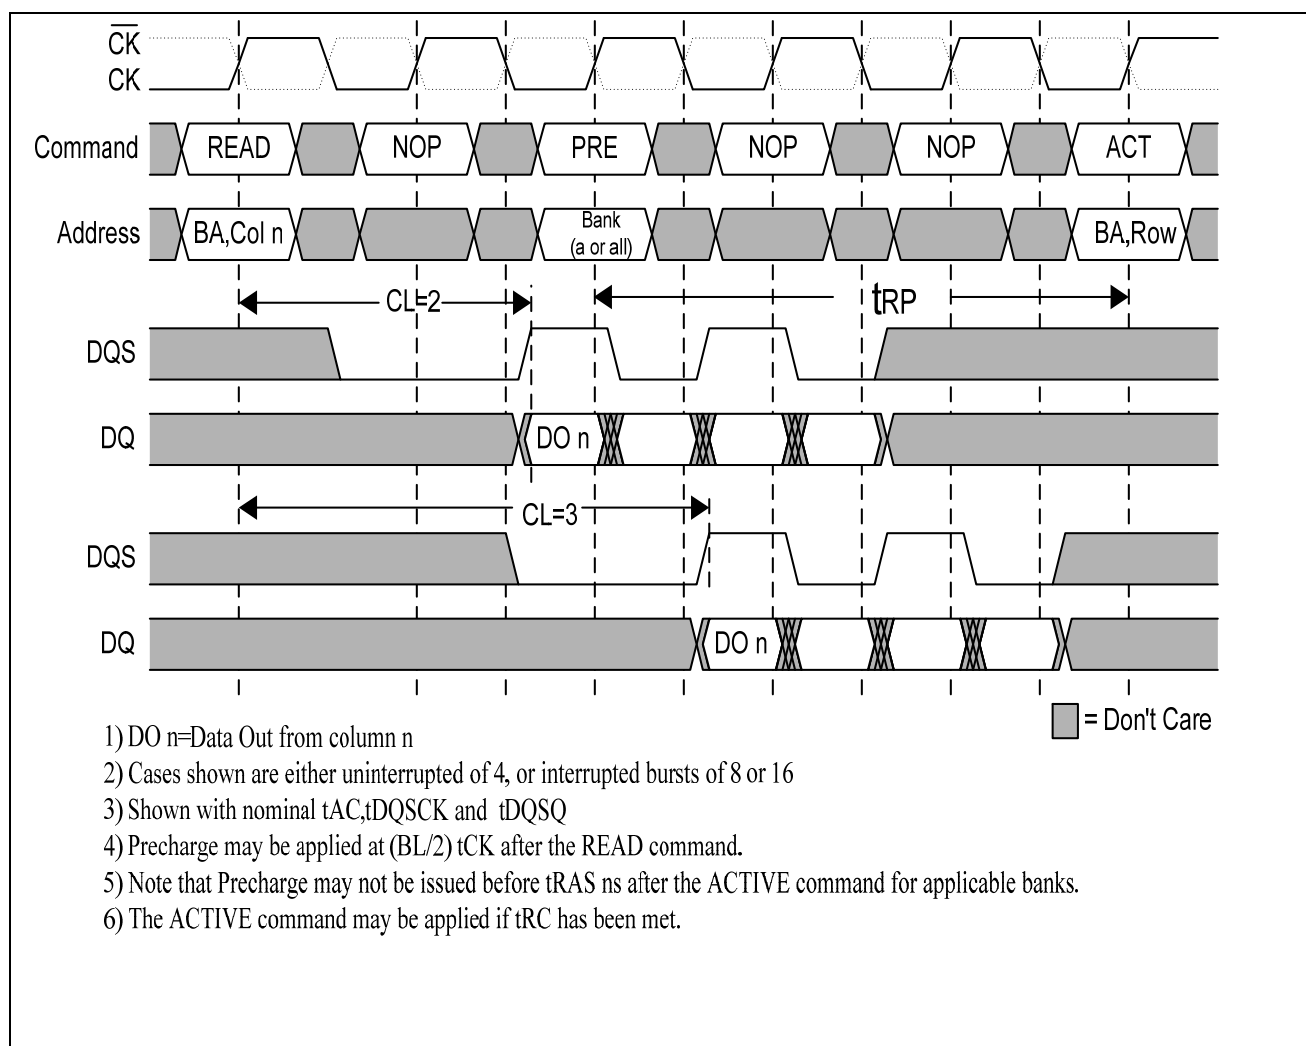 CK
CK
Command READ NOP PRE NOP NOP ACT
Address BA,Col n Bank (a or all) BA,Row
CL=2 tRP
DQS
DQ DO n
CL=3
DQS
DQ DO n
= Don't Care
1) DO n=Data Out from column n
2) Cases shown are either uninterrupted of 4, or interrupted bursts of 8 or 16
3) Shown with nominal tAC,tDQSCK and tDQSQ
4) Precharge may be applied at (BL/2) tCK after the READ command.
5) Note that Precharge may not be issued before tRAS ns after the ACTIVE command for applicable banks.
6) The ACTIVE command may be applied if tRC has been met.